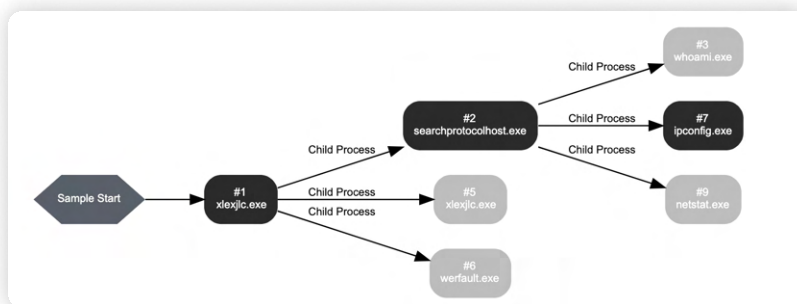 Sample Start
#1
xlexjlc.exe
Child Process
Child Process
Child Process
#2
searchprotocolhost.exe
#5
xlexjlc.exe
#6
werfault.exe
Child Process
Child Process
Child Process
#3
whoami.exe
#7
ipconfig.exe
#9
netstat.exe